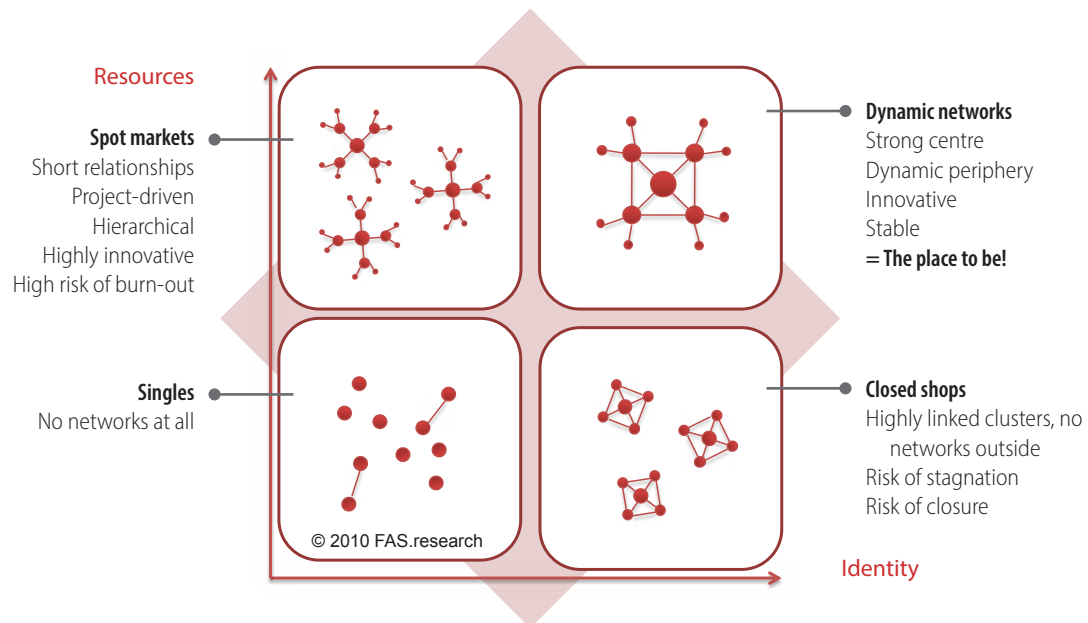 Resources
Spot markets
Short relationships
Project-driven
Hierarchical
Highly innovative
High risk of burn-out
Dynamic networks
Strong centre
Dynamic periphery
Innovative
Stable
= The place to be!
Singles
No networks at all
Closed shops
Highly linked clusters, no
networks outside
Risk of stagnation
Risk of closure
© 2010 FAS.research
Identity